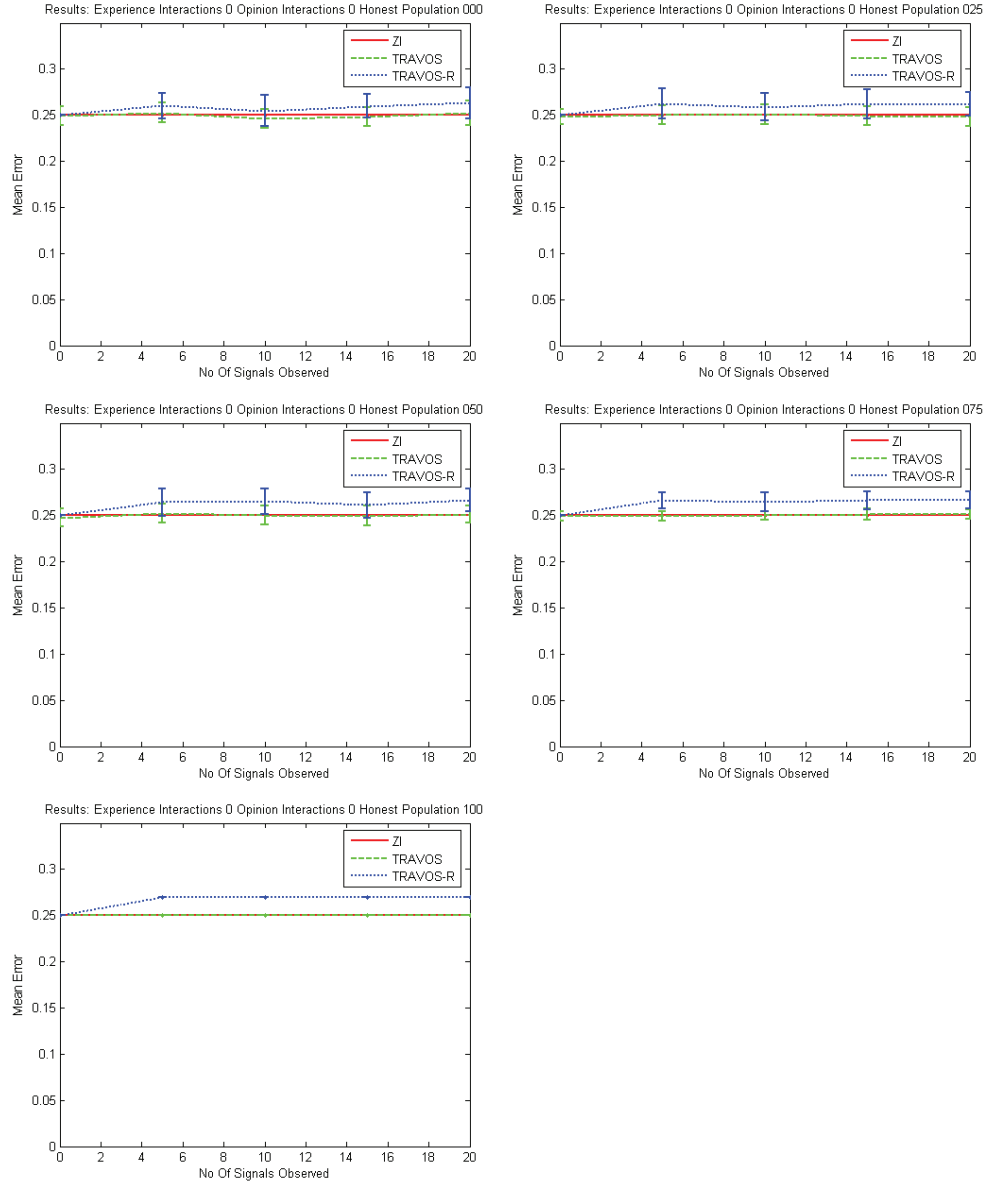 Results: Experience Interactions 0 Opinion Interactions 0 Honest Population 000
ZI
TRAVOS
TRAVOS-R
0.3
0.25
0.2
0.15
0.1
0.05
0
Mean Error
0 2 4 6 8 10 12 14 16 18 20
No Of Signals Observed
Results: Experience Interactions 0 Opinion Interactions 0 Honest Population 025
ZI
TRAVOS
TRAVOS-R
0.3
0.25
0.2
0.15
0.1
0.05
0
Mean Error
0 2 4 6 8 10 12 14 16 18 20
No Of Signals Observed
Results: Experience Interactions 0 Opinion Interactions 0 Honest Population 050
ZI
TRAVOS
TRAVOS-R
0.3
0.25
0.2
0.15
0.1
0.05
0
Mean Error
0 2 4 6 8 10 12 14 16 18 20
No Of Signals Observed
Results: Experience Interactions 0 Opinion Interactions 0 Honest Population 075
ZI
TRAVOS
TRAVOS-R
0.3
0.25
0.2
0.15
0.1
0.05
0
Mean Error
0 2 4 6 8 10 12 14 16 18 20
No Of Signals Observed
Results: Experience Interactions 0 Opinion Interactions 0 Honest Population 100
ZI
TRAVOS
TRAVOS-R
0.3
0.25
0.2
0.15
0.1
0.05
0
Mean Error
0 2 4 6 8 10 12 14 16 18 20
No Of Signals Observed